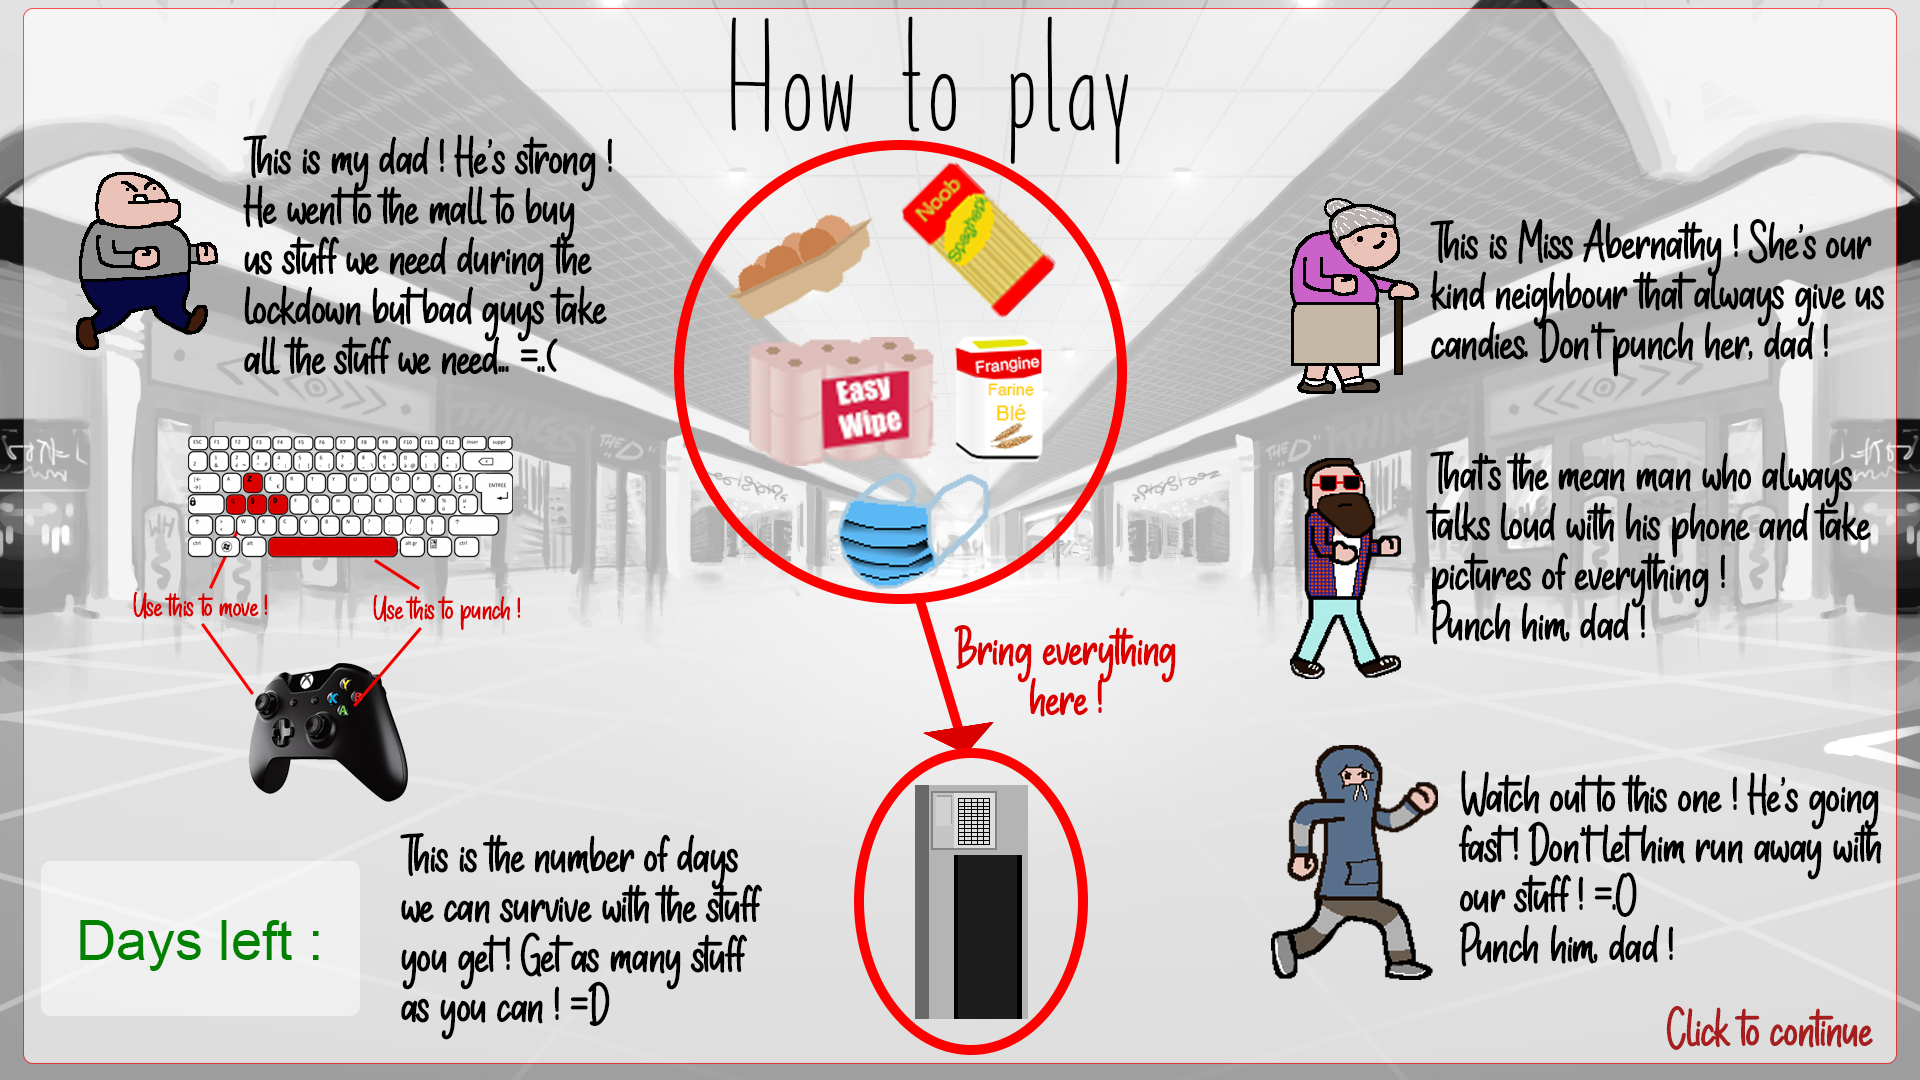 How to play
This is my dad ! He's strong !
He went to the mall to buy
us stuff we need during the
lockdown but bad guys take
all the stuff we need... =..(
Noob
Spaghetti
Easy
Wipe
Frangine
Farine
Blé
This is Miss Abernathy ! She's our
kind neighbour that always give us
candies. Don't punch her, dad !
That's the mean man who always
talks loud with his phone and take
pictures of everything !
Punch him, dad !
Use this to move !
Use this to punch !
Y
X
B
A
Bring everything
here !
Watch out to this one ! He's going
fast ! Don't let him run away with
our stuff ! =.O
Punch him, dad !
This is the number of days
we can survive with the stuff
you get ! Get as many stuff
as you can ! =D
Days left :
Click to continue
THE "D"
THE "D"